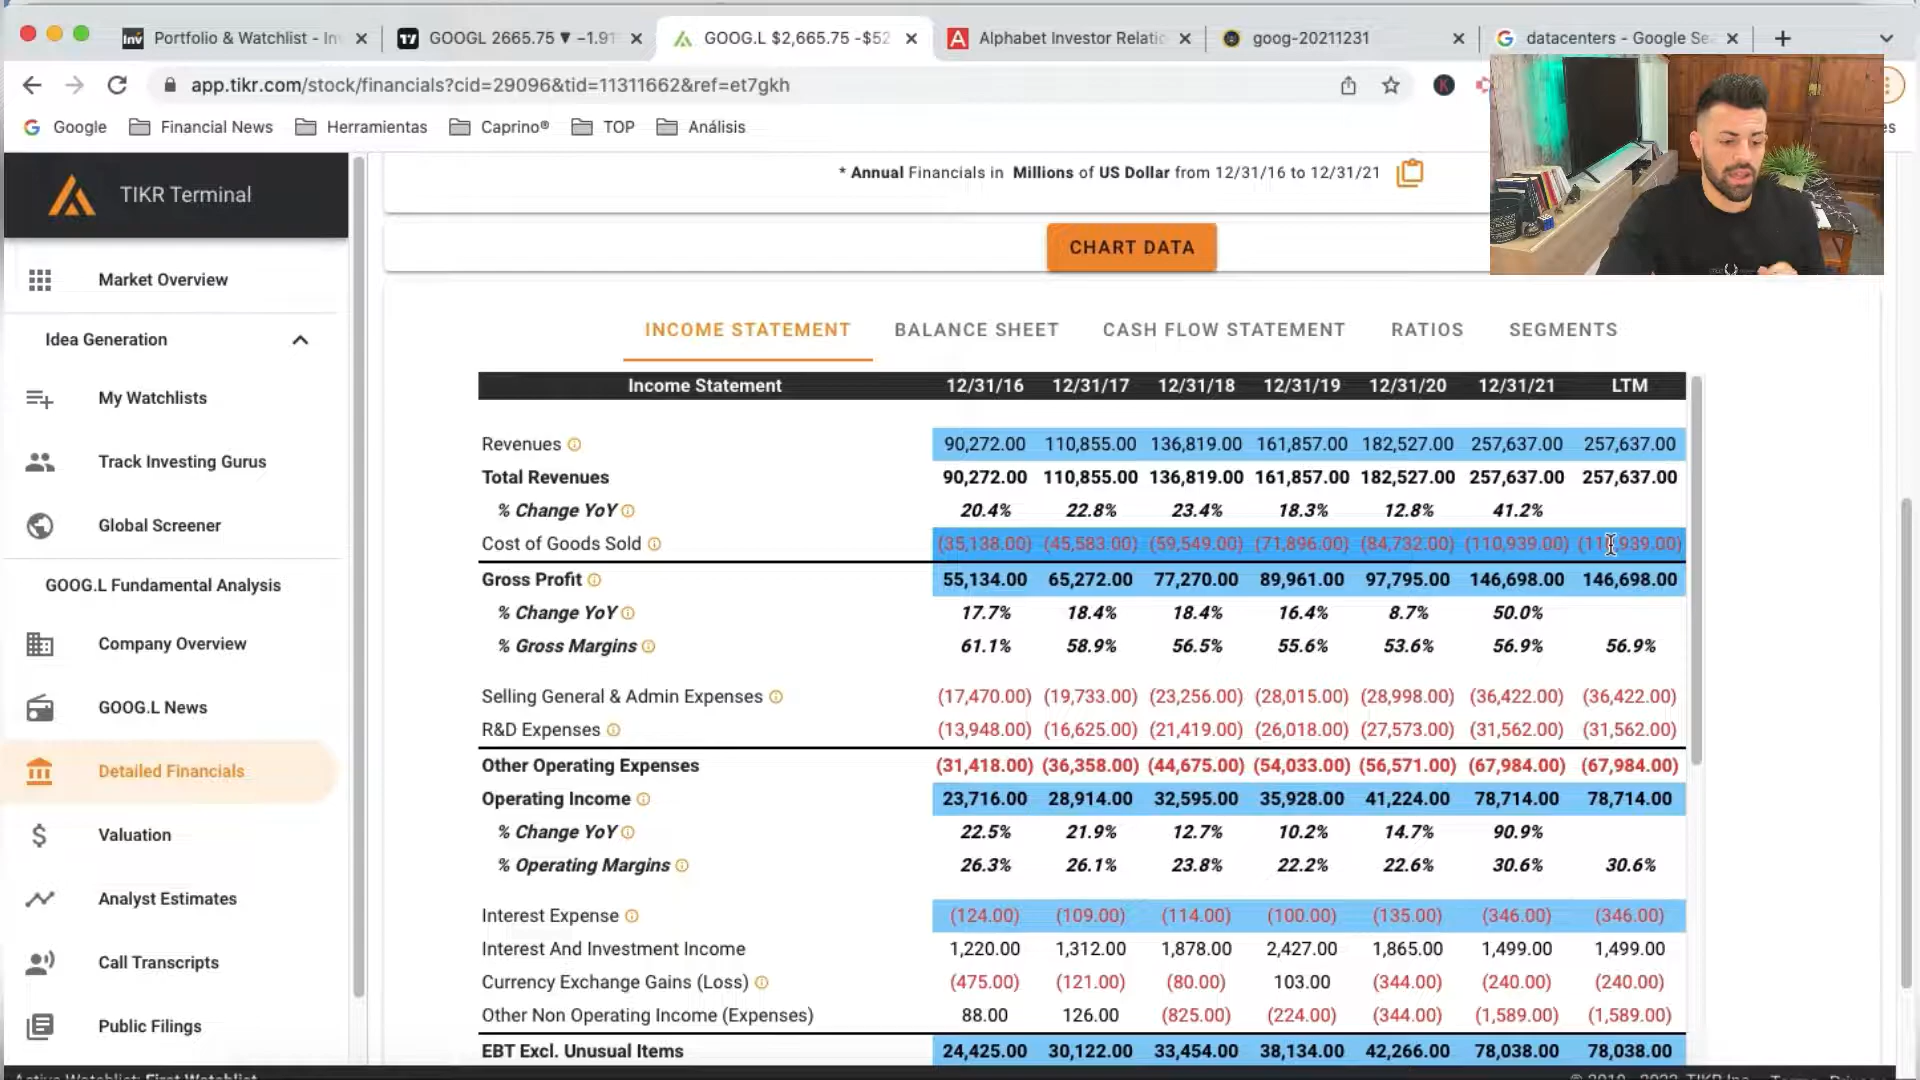 Portfolio & Watchlist - In
GOOGL 2665.75 ▼ −1.91
GOOG.L $2,665.75 -$52
Alphabet Investor Relatio
goog-20211231
datacenters - Google Se
app.tikr.com/stock/financials?cid=29096&tid=11311662&ref=et7gkh
Google
Financial News
Herramientas
Caprino®
TOP
Análisis
TIKR Terminal
Market Overview
Idea Generation
My Watchlists
Track Investing Gurus
Global Screener
GOOG.L Fundamental Analysis
Company Overview
GOOG.L News
Detailed Financials
Valuation
Analyst Estimates
Call Transcripts
Public Filings
* Annual Financials in Millions of US Dollar from 12/31/16 to 12/31/21
CHART DATA
INCOME STATEMENT BALANCE SHEET CASH FLOW STATEMENT RATIOS SEGMENTS
Income Statement 12/31/16 12/31/17 12/31/18 12/31/19 12/31/20 12/31/21 LTM
Revenues 90,272.00 110,855.00 136,819.00 161,857.00 182,527.00 257,637.00 257,637.00
Total Revenues 90,272.00 110,855.00 136,819.00 161,857.00 182,527.00 257,637.00 257,637.00
% Change YoY 20.4% 22.8% 23.4% 18.3% 12.8% 41.2%
Cost of Goods Sold (35,138.00) (45,583.00) (59,549.00) (71,896.00) (84,732.00) (110,939.00) (110,939.00)
Gross Profit 55,134.00 65,272.00 77,270.00 89,961.00 97,795.00 146,698.00 146,698.00
% Change YoY 17.7% 18.4% 18.4% 16.4% 8.7% 50.0%
% Gross Margins 61.1% 58.9% 56.5% 55.6% 53.6% 56.9% 56.9%
Selling General & Admin Expenses (17,470.00) (19,733.00) (23,256.00) (28,015.00) (28,998.00) (36,422.00) (36,422.00)
R&D Expenses (13,948.00) (16,625.00) (21,419.00) (26,018.00) (27,573.00) (31,562.00) (31,562.00)
Other Operating Expenses (31,418.00) (36,358.00) (44,675.00) (54,033.00) (56,571.00) (67,984.00) (67,984.00)
Operating Income 23,716.00 28,914.00 32,595.00 35,928.00 41,224.00 78,714.00 78,714.00
% Change YoY 22.5% 21.9% 12.7% 10.2% 14.7% 90.9%
% Operating Margins 26.3% 26.1% 23.8% 22.2% 22.6% 30.6% 30.6%
Interest Expense (124.00) (109.00) (114.00) (100.00) (135.00) (346.00) (346.00)
Interest And Investment Income 1,220.00 1,312.00 1,878.00 2,427.00 1,865.00 1,499.00 1,499.00
Currency Exchange Gains (Loss) (475.00) (121.00) (80.00) 103.00 (344.00) (240.00) (240.00)
Other Non Operating Income (Expenses) 88.00 126.00 (825.00) (224.00) (344.00) (1,589.00) (1,589.00)
EBT Excl. Unusual Items 24,425.00 30,122.00 33,454.00 38,134.00 42,266.00 78,038.00 78,038.00